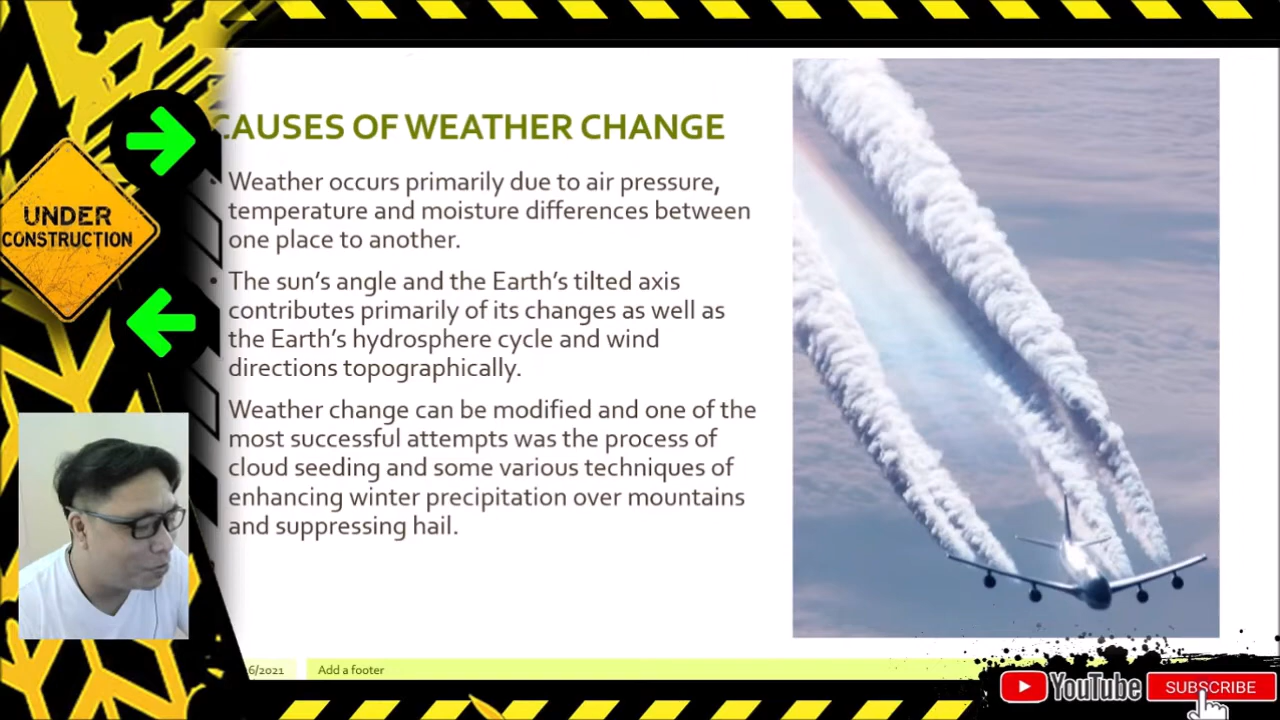 CAUSES OF WEATHER CHANGE
• Weather occurs primarily due to air pressure,
temperature and moisture differences between
one place to another.
• The sun's angle and the Earth's tilted axis
contributes primarily of its changes as well as
the Earth's hydrosphere cycle and wind
directions topographically.
Weather change can be modified and one of the
most successful attempts was the process of
cloud seeding and some various techniques of
enhancing winter precipitation over mountains
and suppressing hail.
UNDER
CONSTRUCTION
6/2021
Add a footer
YouTube
SUBSCRIBE